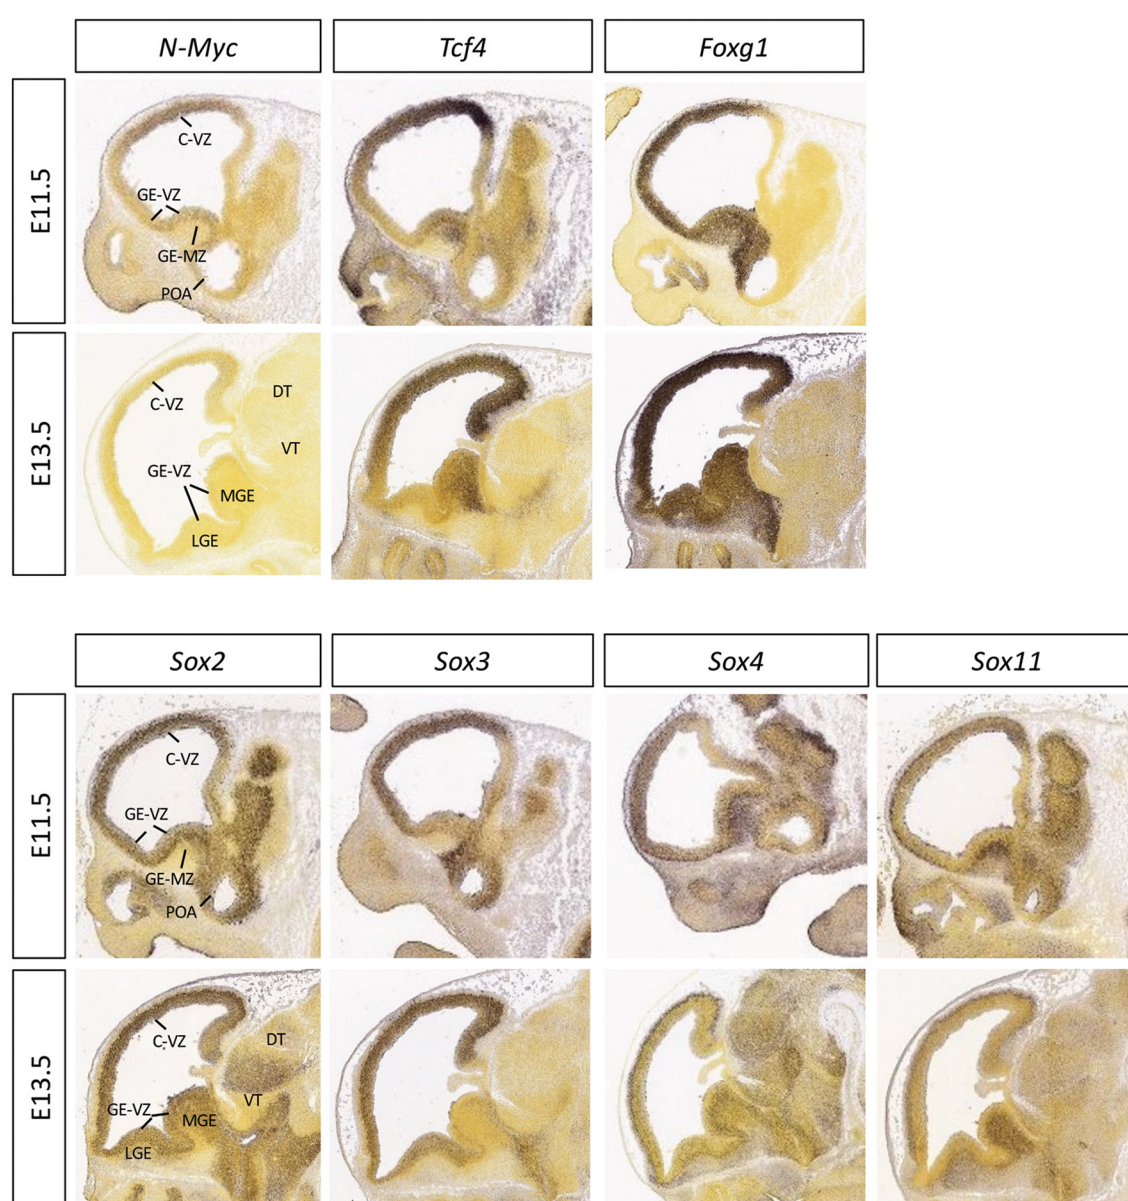 N-Myc Tcf4 Foxg1
E11.5
C-VZ
GE-VZ
GE-MZ
POA
E13.5
C-VZ
DT
VT
GE-VZ
MGE
LGE
Sox2 Sox3 Sox4 Sox11
E11.5
C-VZ
GE-VZ
GE-MZ
POA
E13.5
C-VZ
DT
VT
GE-VZ
MGE
LGE